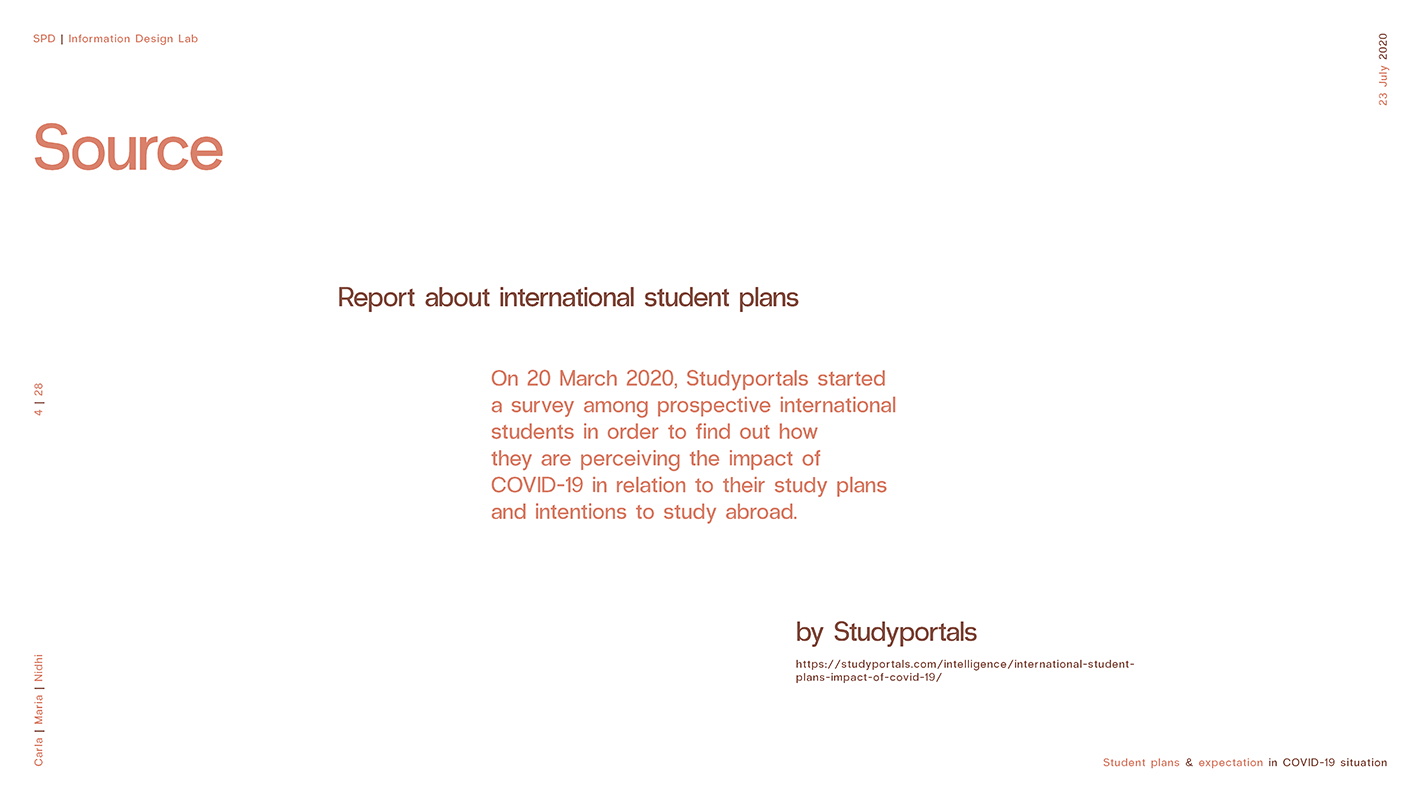 SPD | Information Design Lab
23 July 2020
Source
Report about international student plans
On 20 March 2020, Studyportals started
a survey among prospective international
students in order to find out how
they are perceiving the impact of
COVID-19 in relation to their study plans
and intentions to study abroad.
4 | 28
by Studyportals
https://studyportals.com/intelligence/international-student-
plans-impact-of-covid-19/
Carla | Maria | Nidhi
Student plans & expectation in COVID-19 situation